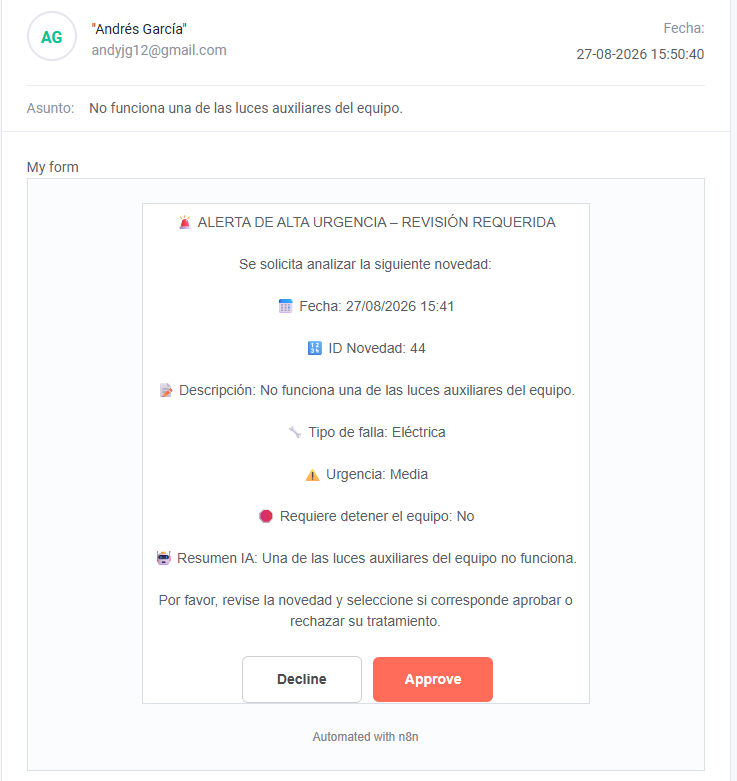 AG
"Andrés García"
andyjg12@gmail.com
Fecha:
27-08-2026 15:50:40
Asunto: No funciona una de las luces auxiliares del equipo.
My form
🚨 ALERTA DE ALTA URGENCIA – REVISIÓN REQUERIDA
Se solicita analizar la siguiente novedad:
📅 Fecha: 27/08/2026 15:41
🔢 ID Novedad: 44
📝 Descripción: No funciona una de las luces auxiliares del equipo.
🔧 Tipo de falla: Eléctrica
⚠️ Urgencia: Media
🛑 Requiere detener el equipo: No
🤖 Resumen IA: Una de las luces auxiliares del equipo no funciona.
Por favor, revise la novedad y seleccione si corresponde aprobar o
rechazar su tratamiento.
Decline
Approve
Automated with n8n